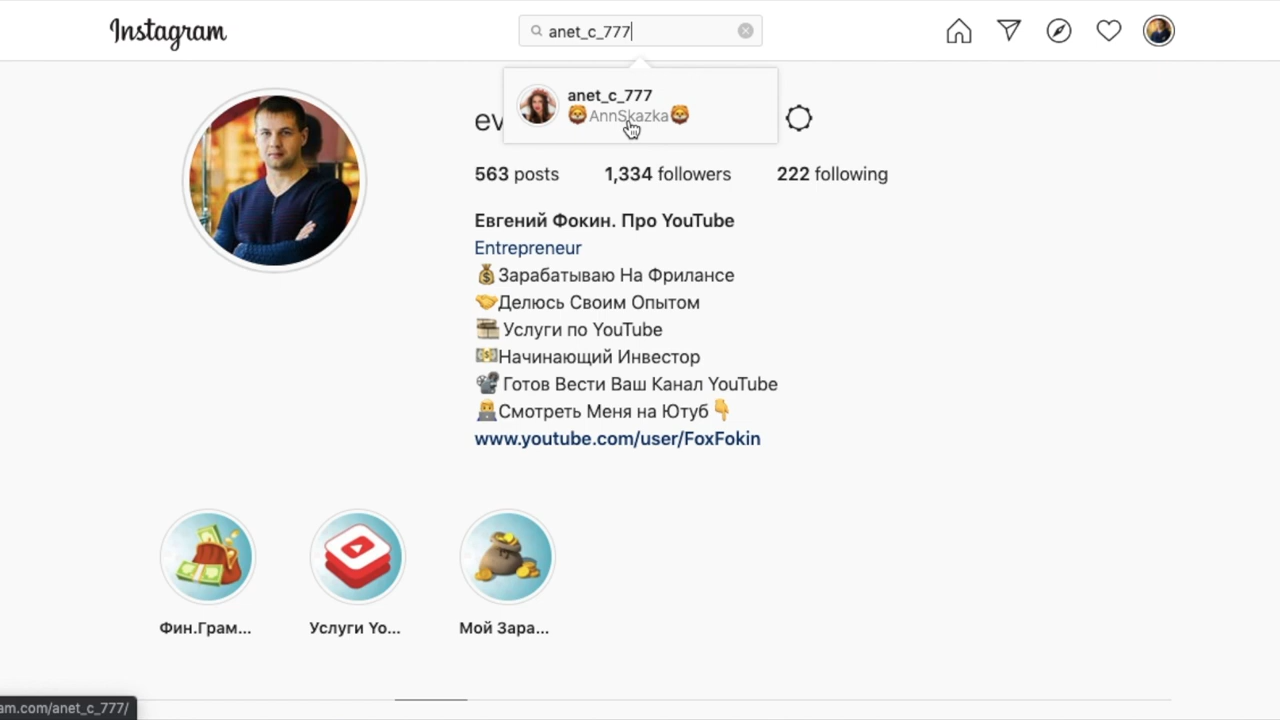 Instagram
anet_c_777
anet_c_777
AnnSkazka
ev
563 posts 1,334 followers 222 following
Евгений Фокин. Про YouTube
Entrepreneur
Зарабатываю На Фрилансе
Делюсь Своим Опытом
Услуги по YouTube
Начинающий Инвестор
Готов Вести Ваш Канал YouTube
Смотреть Меня на Ютуб
www.youtube.com/user/FoxFokin
Фин.Грам... Услуги Yo... Мой Зара...
am.com/anet_c_777/